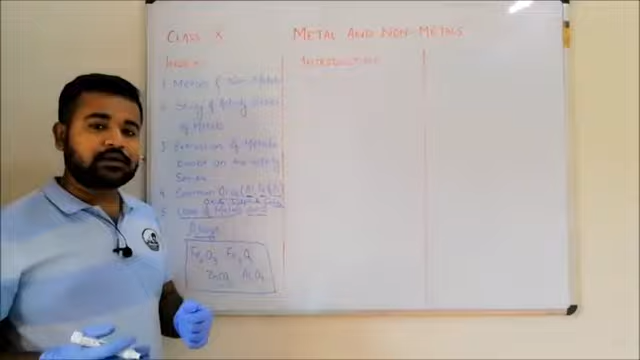 CLASS X
METAL AND NON-METALS
INDEX
INTRODUCTION
1 Metals & Non-Metals
2 Study of Activity Series
of Metals
3 Extraction of Metals
based on the activity
Series
4 Common Ores (Al, Fe, Zn)
5 Uses of Metals and
Alloys
Fe₂O₃ Fe₃O₄
ZnCO₃